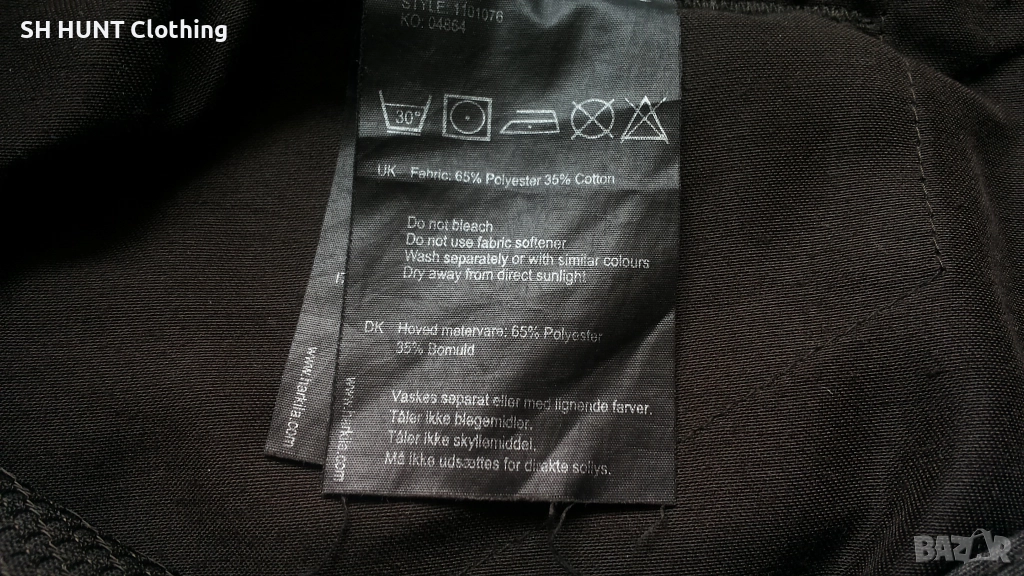 SH HUNT Clothing
STYLE: 1101076
KO: 04864
30°
UK Fabric: 65% Polyester 35% Cotton
Do not bleach
Do not use fabric softener
Wash separately or with similar colours
Dry away from direct sunlight
DK Hoved metervare: 65% Polyester
35% Bomuld
Vaskes separat eller med lignende farver.
Tåler ikke blegemidler.
Tåler ikke skyllemiddel.
Må ikke udsættes for direkte sollys.
www.harkila.com
www.harkila.com
BAZAR